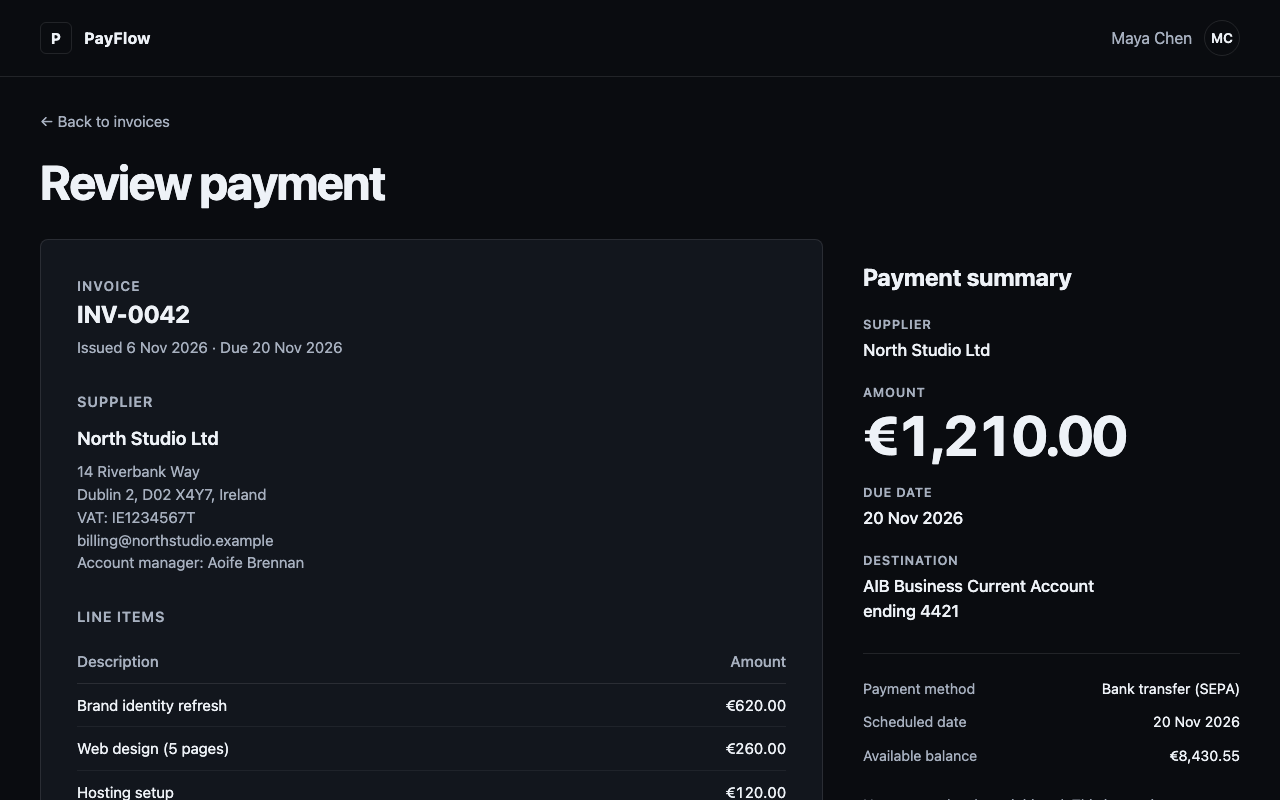 P PayFlow
Maya Chen MC
← Back to invoices
Review payment
INVOICE
INV-0042
Issued 6 Nov 2026 · Due 20 Nov 2026
SUPPLIER
North Studio Ltd
14 Riverbank Way
Dublin 2, D02 X4Y7, Ireland
VAT: IE1234567T
billing@northstudio.example
Account manager: Aoife Brennan
LINE ITEMS
Description Amount
Brand identity refresh €620.00
Web design (5 pages) €260.00
Hosting setup €120.00
Payment summary
SUPPLIER
North Studio Ltd
AMOUNT
€1,210.00
DUE DATE
20 Nov 2026
DESTINATION
AIB Business Current Account
ending 4421
Payment method Bank transfer (SEPA)
Scheduled date 20 Nov 2026
Available balance €8,430.55